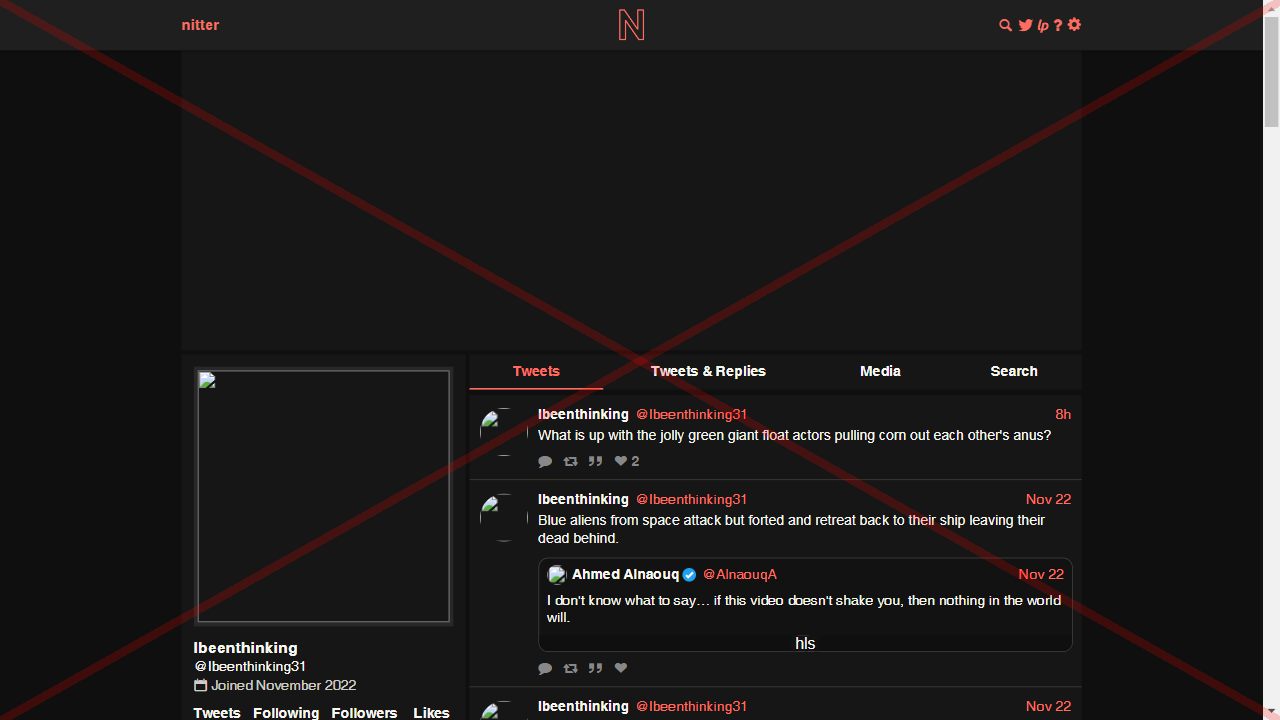 nitter
N
lp ?
Tweets Tweets & Replies Media Search
Ibeenthinking @Ibeenthinking31 8h
What is up with the jolly green giant float actors pulling corn out each other's anus?
2
Ibeenthinking @Ibeenthinking31 Nov 22
Blue aliens from space attack but forted and retreat back to their ship leaving their
dead behind.
Ahmed Alnaouq @AlnaouqA Nov 22
I don't know what to say… if this video doesn't shake you, then nothing in the world
will.
hls
Ibeenthinking @Ibeenthinking31 Nov 22
Ibeenthinking
@Ibeenthinking31
Joined November 2022
Tweets Following Followers Likes